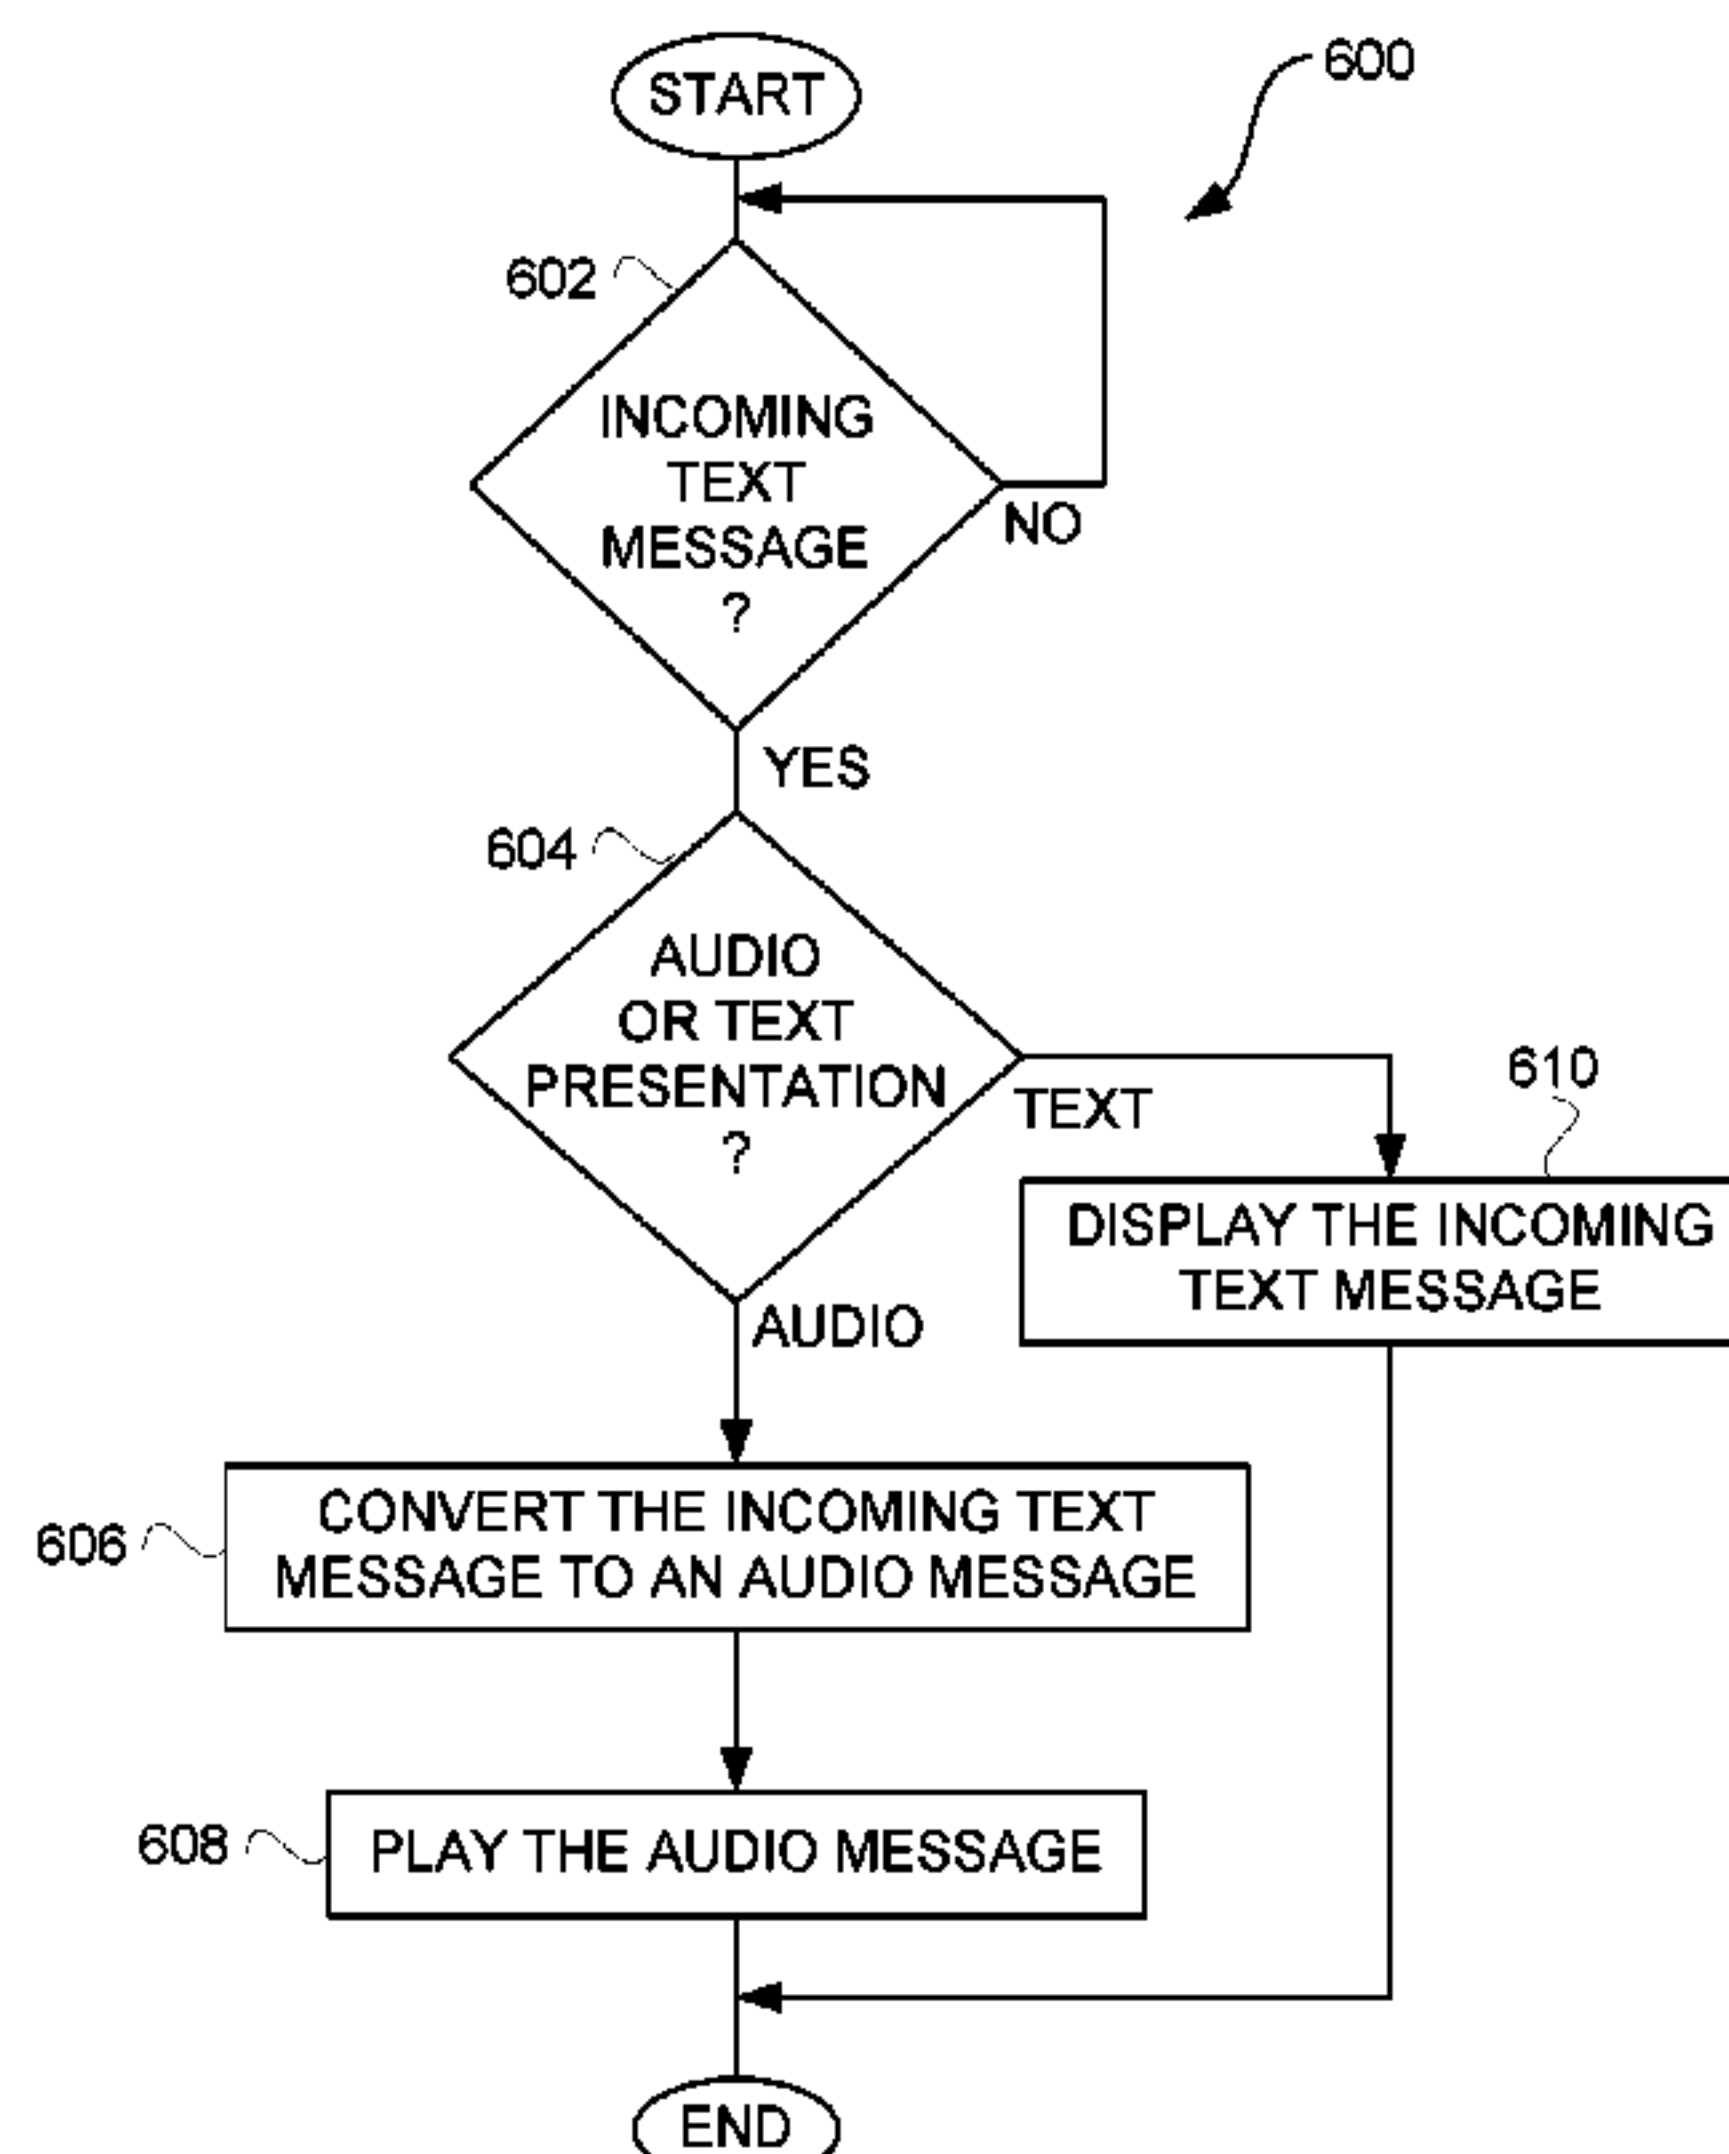 START
600
602
INCOMING
TEXT
MESSAGE
?
NO
YES
604
AUDIO
OR TEXT
PRESENTATION
?
TEXT
610
DISPLAY THE INCOMING
TEXT MESSAGE
AUDIO
606
CONVERT THE INCOMING TEXT
MESSAGE TO AN AUDIO MESSAGE
608
PLAY THE AUDIO MESSAGE
END